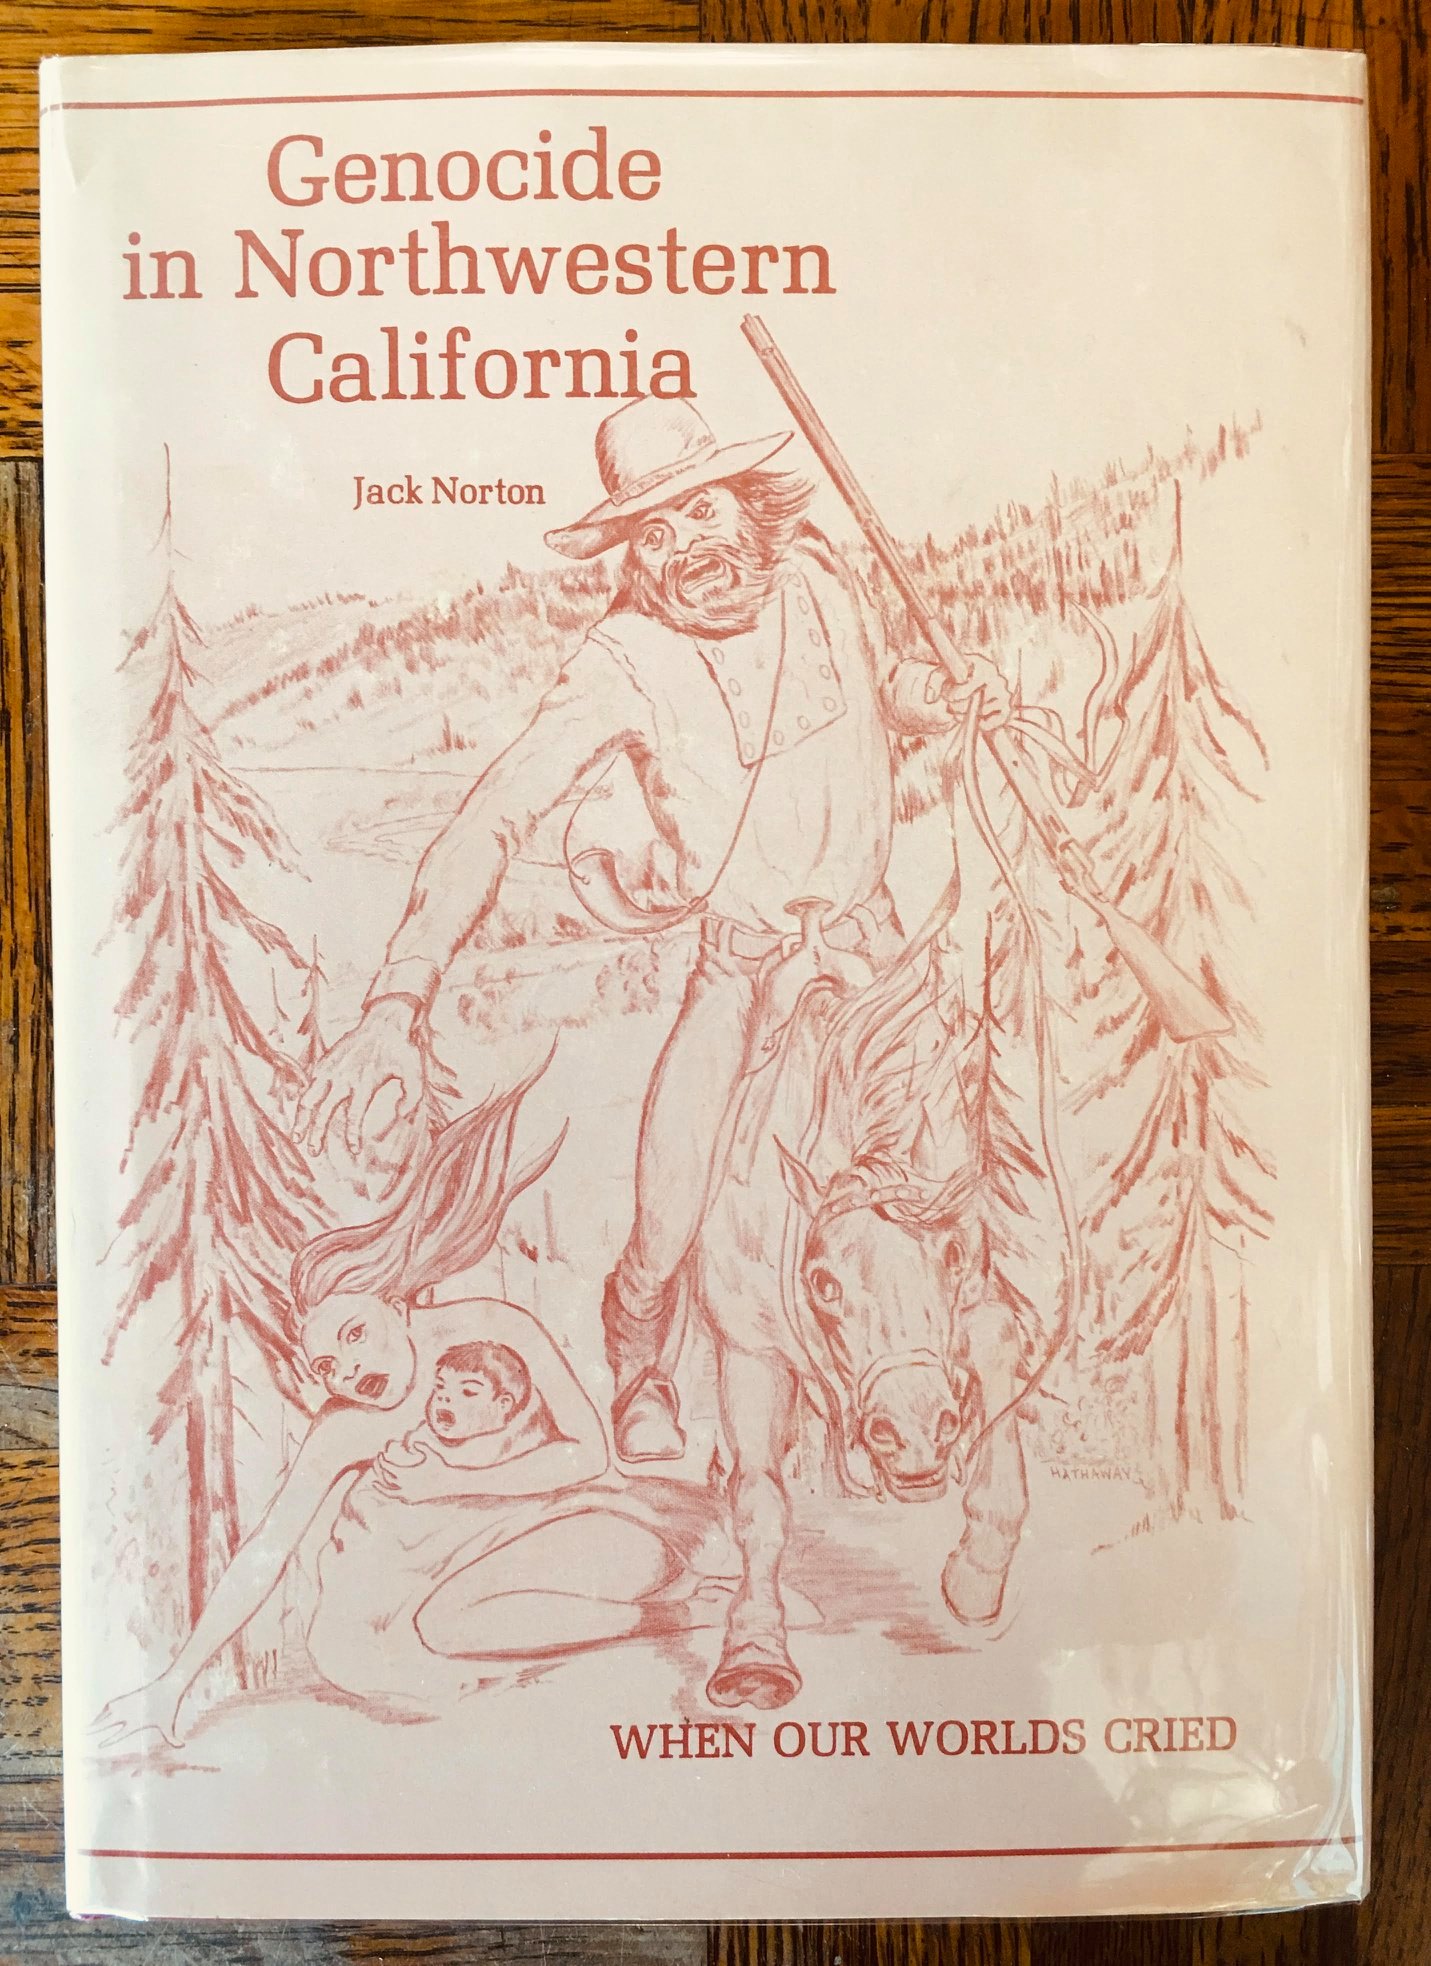 Genocide
in Northwestern
California
Jack Norton
HATHAWAY
WHEN OUR WORLDS CRIED